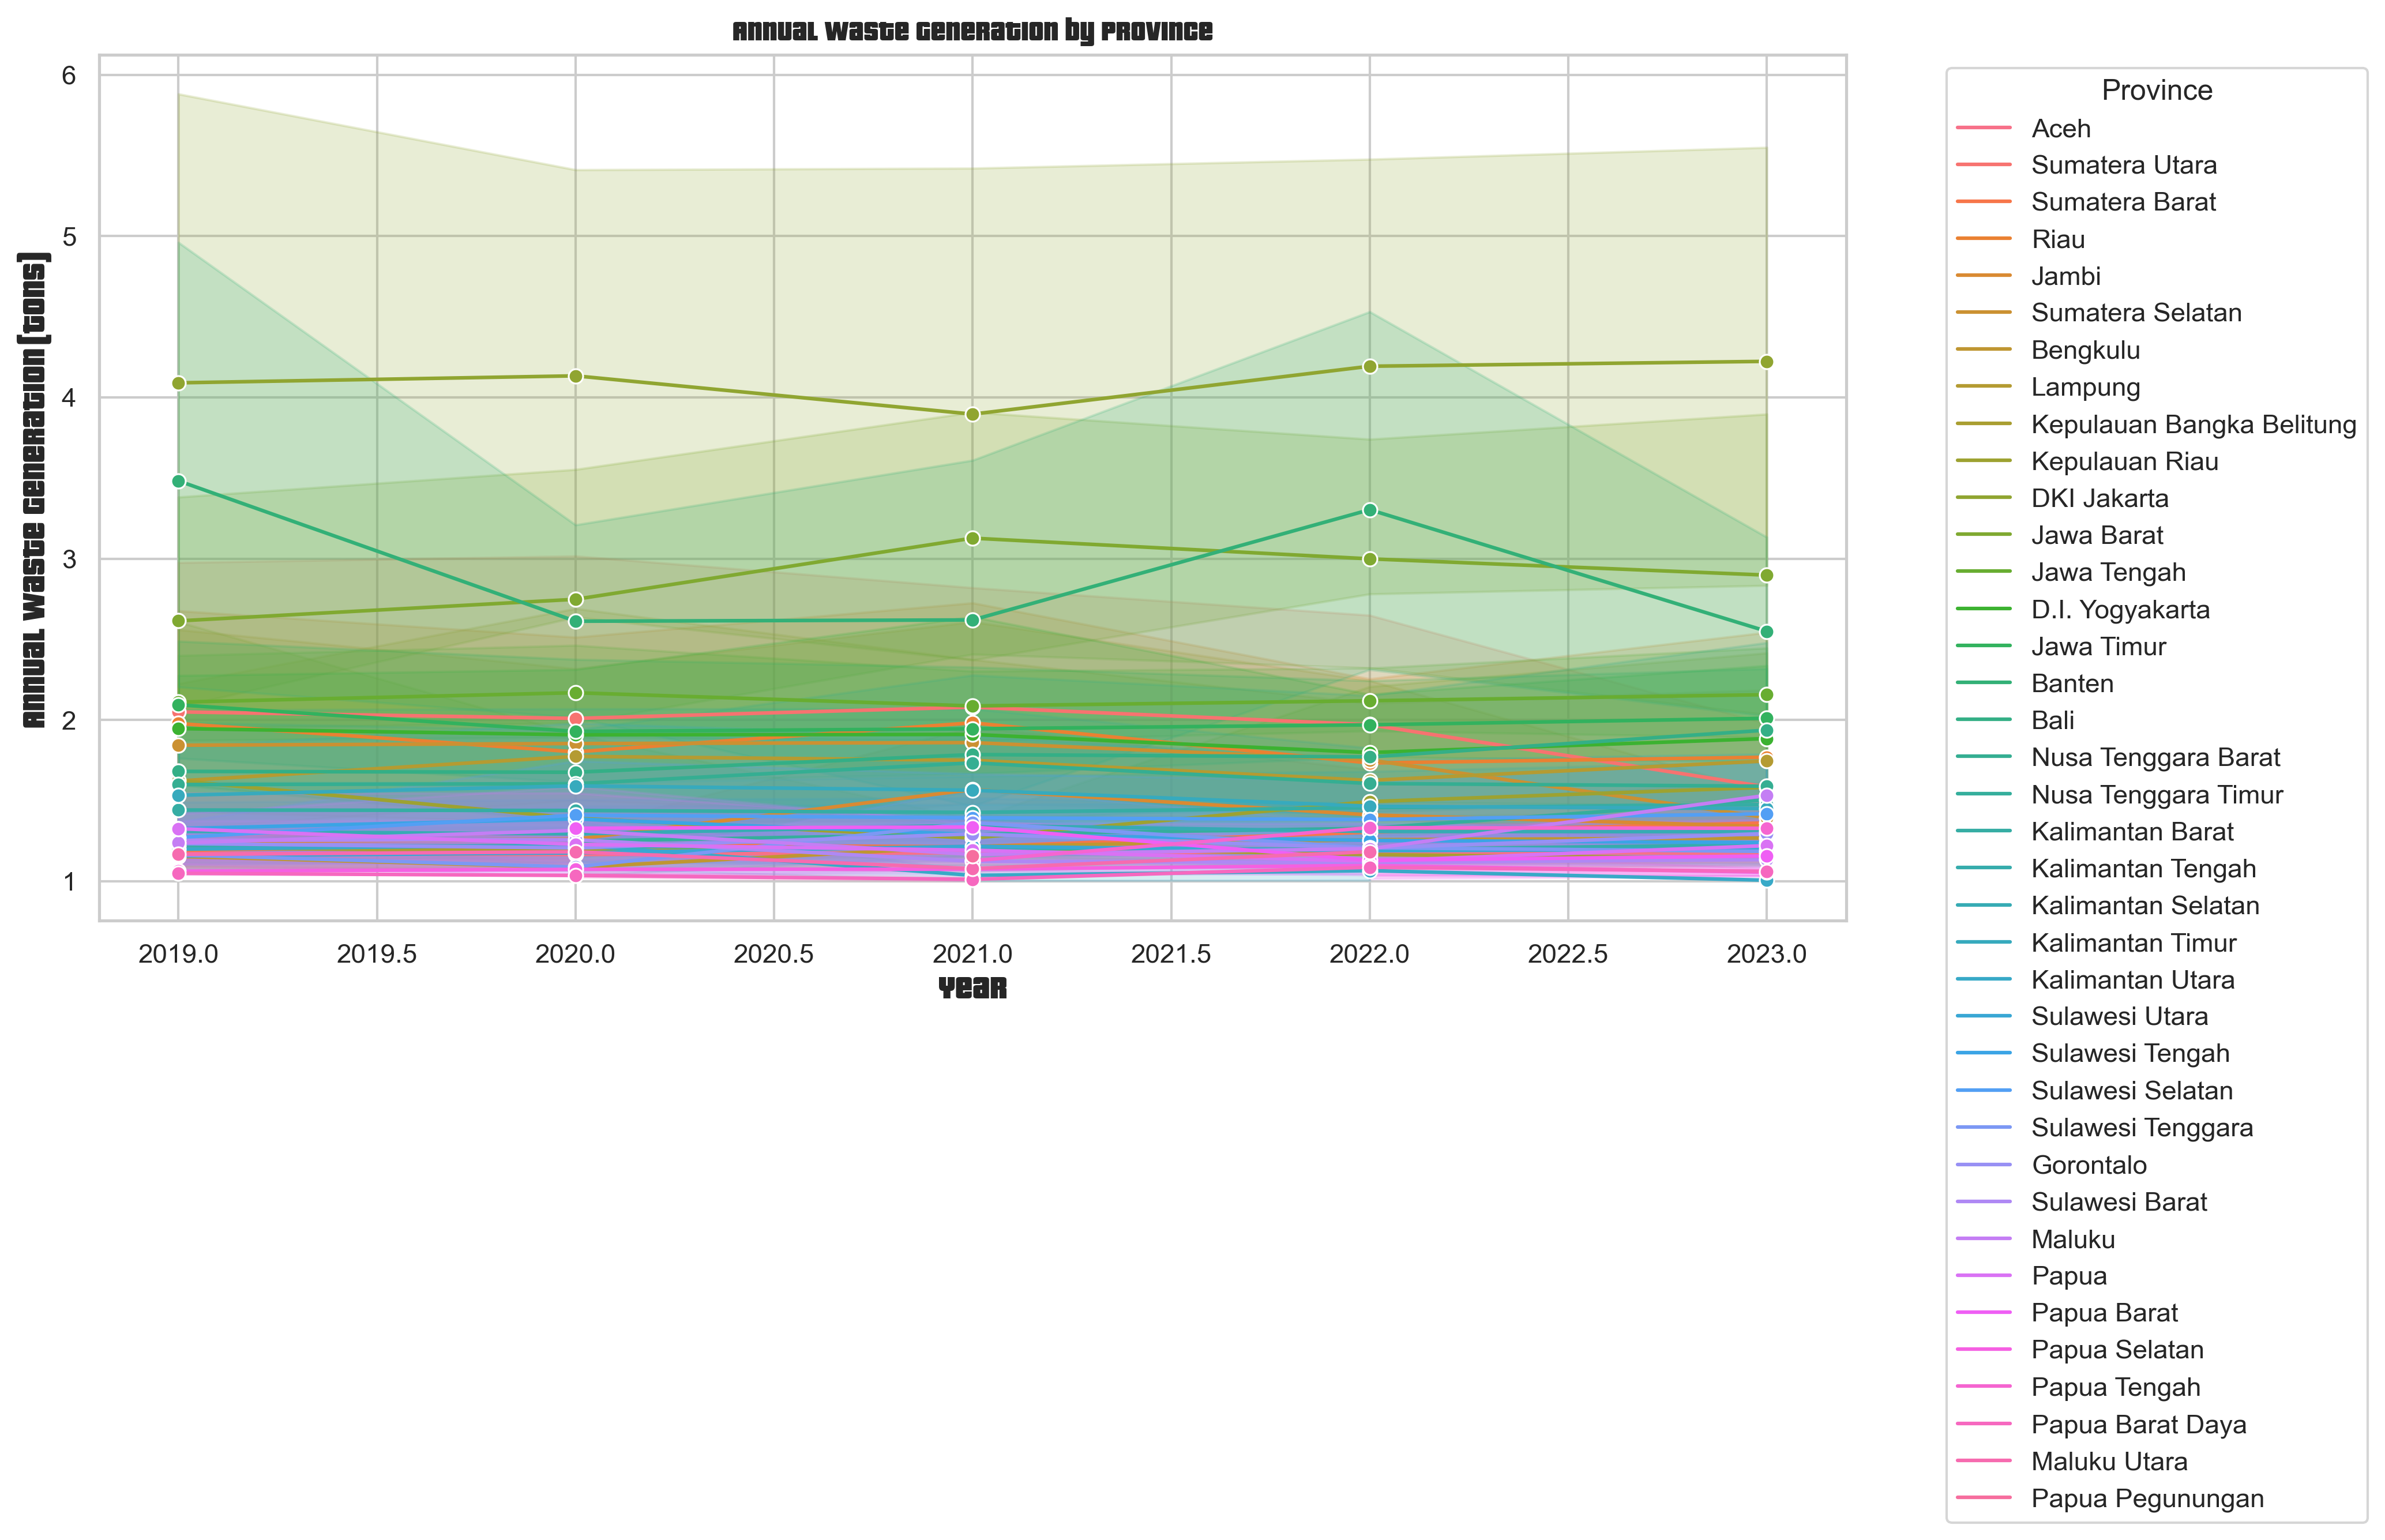 Annual Waste Generation by Province
6
5
4
3
2
1
Annual Waste Generation (tons)
2019.0 2019.5 2020.0 2020.5 2021.0 2021.5 2022.0 2022.5 2023.0
Year
Province
Aceh
Sumatera Utara
Sumatera Barat
Riau
Jambi
Sumatera Selatan
Bengkulu
Lampung
Kepulauan Bangka Belitung
Kepulauan Riau
DKI Jakarta
Jawa Barat
Jawa Tengah
D.I. Yogyakarta
Jawa Timur
Banten
Bali
Nusa Tenggara Barat
Nusa Tenggara Timur
Kalimantan Barat
Kalimantan Tengah
Kalimantan Selatan
Kalimantan Timur
Kalimantan Utara
Sulawesi Utara
Sulawesi Tengah
Sulawesi Selatan
Sulawesi Tenggara
Gorontalo
Sulawesi Barat
Maluku
Papua
Papua Barat
Papua Selatan
Papua Tengah
Papua Barat Daya
Maluku Utara
Papua Pegunungan